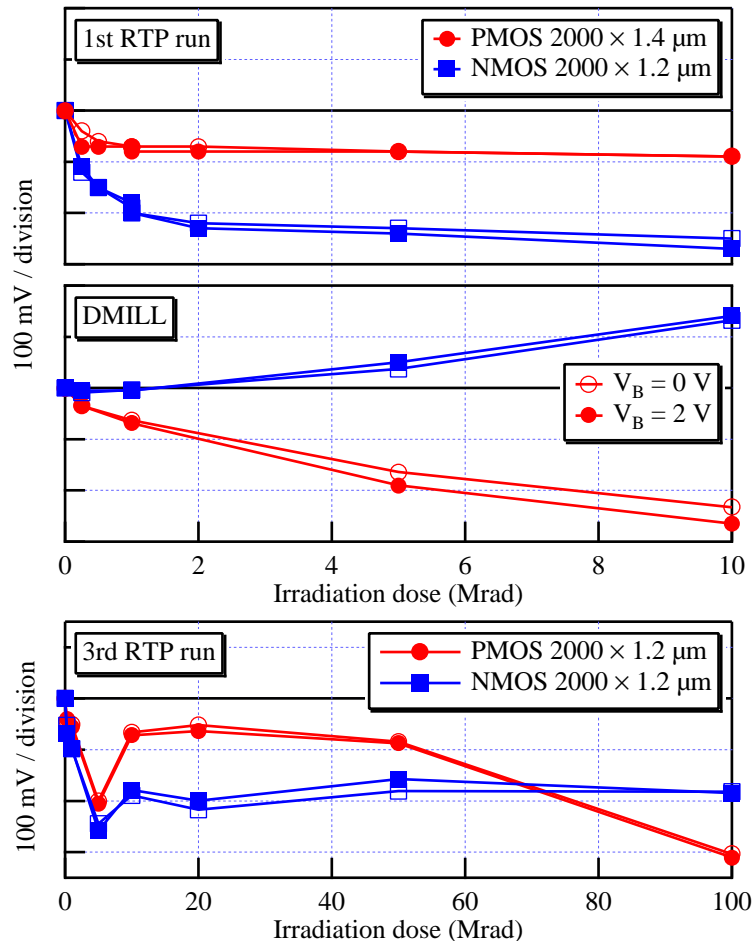 1st RTP run
PMOS 2000 × 1.4 µm
NMOS 2000 × 1.2 µm
100 mV / division
DMILL
V_B = 0 V
V_B = 2 V
0 2 4 6 8 10
Irradiation dose (Mrad)
3rd RTP run
PMOS 2000 × 1.2 µm
NMOS 2000 × 1.2 µm
100 mV / division
0 20 40 60 80 100
Irradiation dose (Mrad)